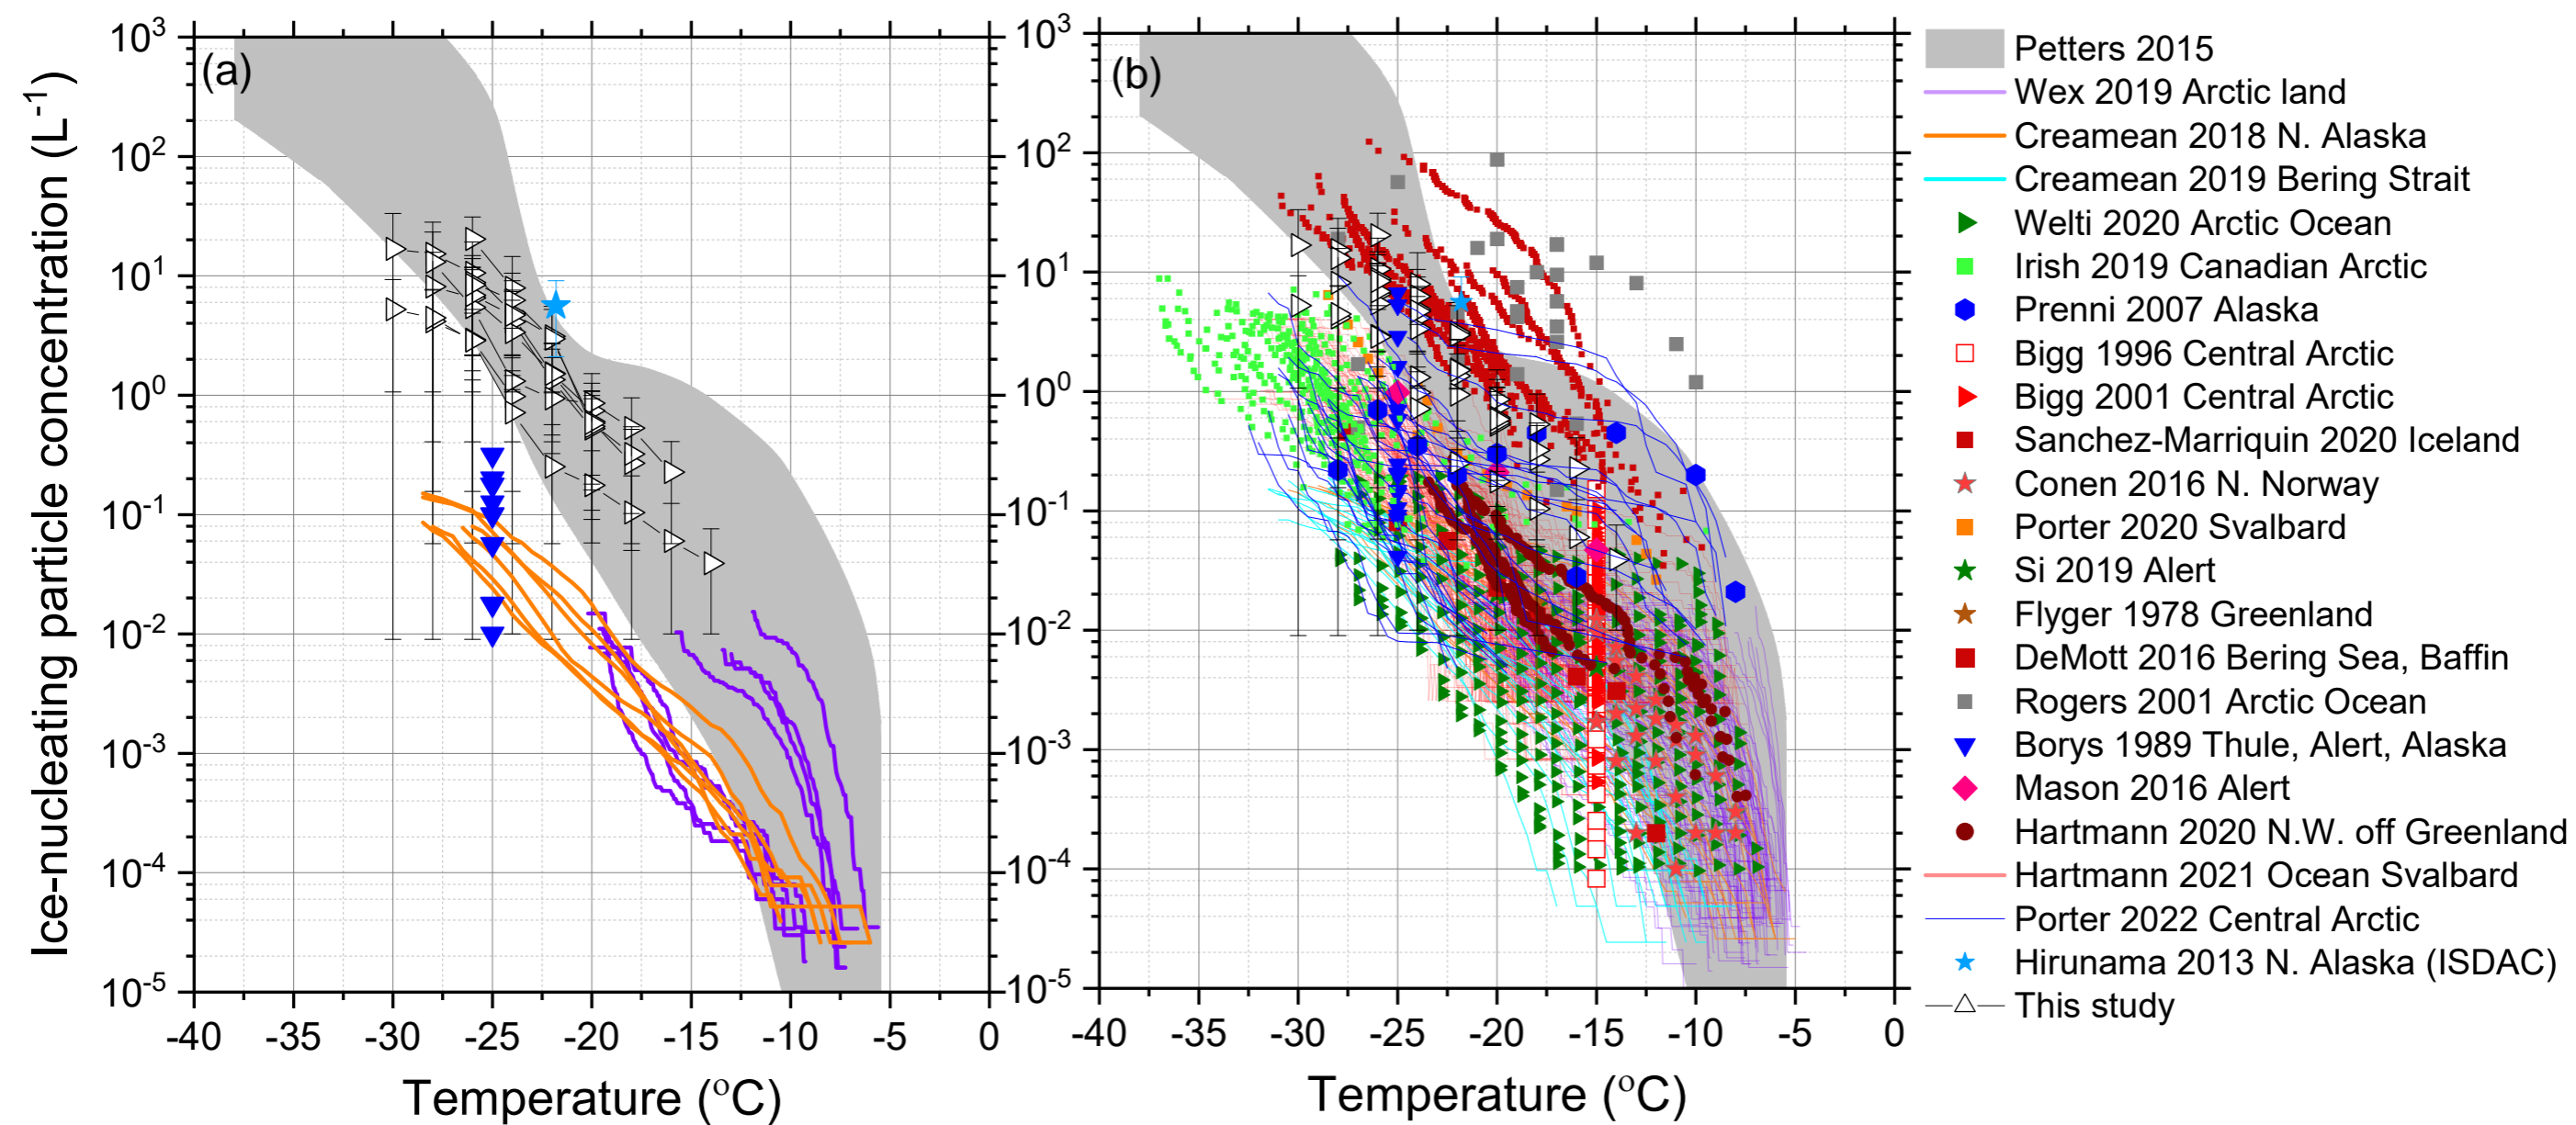 (a)
10³
10²
10¹
10⁰
10⁻¹
10⁻²
10⁻³
10⁻⁴
10⁻⁵
-40 -35 -30 -25 -20 -15 -10 -5 0
Temperature (°C)
Ice-nucleating particle concentration (L⁻¹)
(b)
10³
10²
10¹
10⁰
10⁻¹
10⁻²
10⁻³
10⁻⁴
10⁻⁵
-40 -35 -30 -25 -20 -15 -10 -5 0
Temperature (°C)
Petters 2015
Wex 2019 Arctic land
Creamean 2018 N. Alaska
Creamean 2019 Bering Strait
Welti 2020 Arctic Ocean
Irish 2019 Canadian Arctic
Prenni 2007 Alaska
Bigg 1996 Central Arctic
Bigg 2001 Central Arctic
Sanchez-Marriquin 2020 Iceland
Conen 2016 N. Norway
Porter 2020 Svalbard
Si 2019 Alert
Flyger 1978 Greenland
DeMott 2016 Bering Sea, Baffin
Rogers 2001 Arctic Ocean
Borys 1989 Thule, Alert, Alaska
Mason 2016 Alert
Hartmann 2020 N.W. off Greenland
Hartmann 2021 Ocean Svalbard
Porter 2022 Central Arctic
Hirunama 2013 N. Alaska (ISDAC)
This study